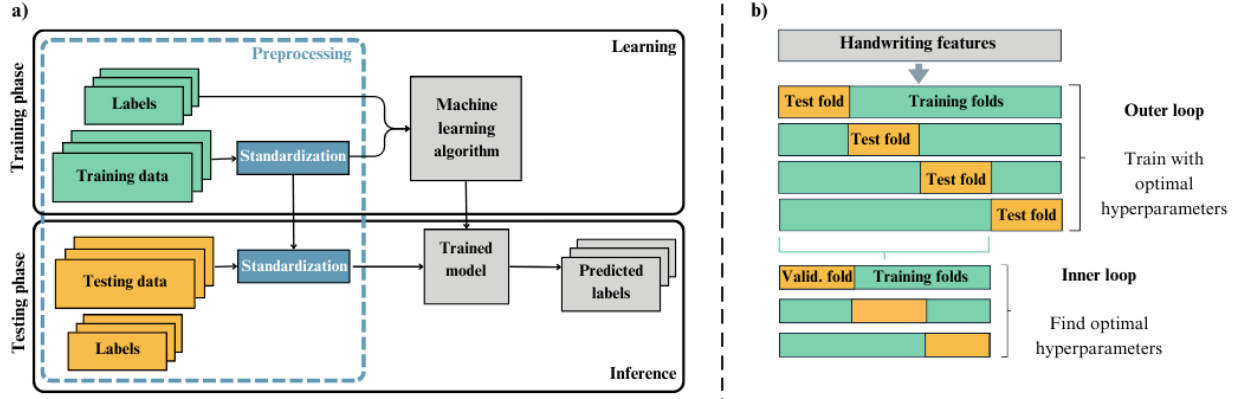 a)
Training phase
Preprocessing
Learning
Labels
Training data
Standardization
Machine
learning
algorithm
Testing phase
Testing data
Labels
Standardization
Trained
model
Predicted
labels
Inference
b)
Handwriting features
Test fold
Training folds
Test fold
Test fold
Test fold
Outer loop
Train with
optimal
hyperparameters
Valid. fold
Training folds
Inner loop
Find optimal
hyperparameters